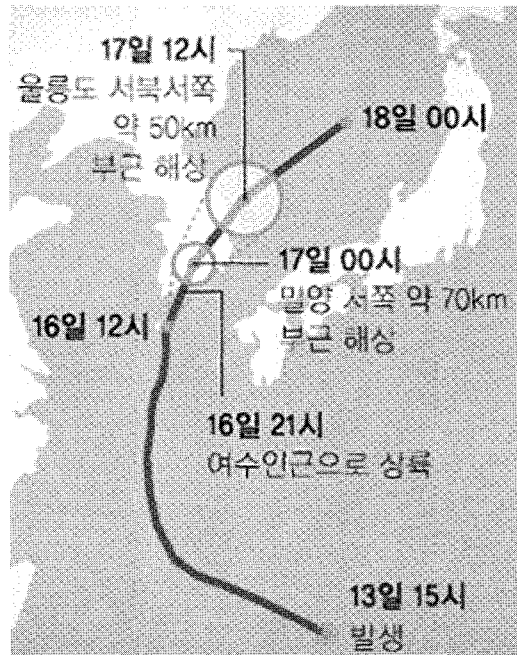 17일 12시
울릉도 서북서쪽
약 50km
부근 해상
18일 00시
17일 00시
밀양 서쪽 약 70km
부근 해상
16일 12시
16일 21시
여수인근으로 상륙
13일 15시
발생